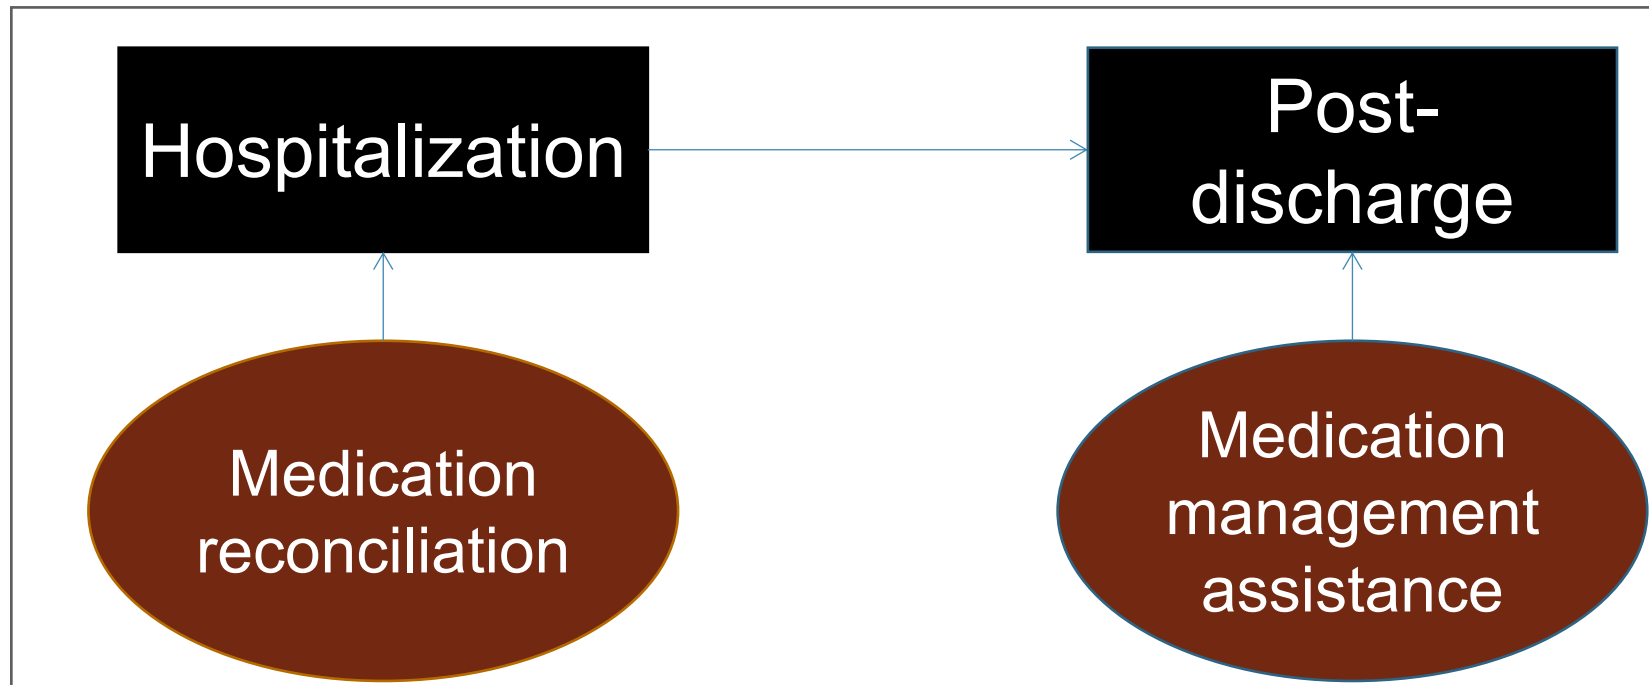 Hospitalization
Post-
discharge
Medication
reconciliation
Medication
management
assistance